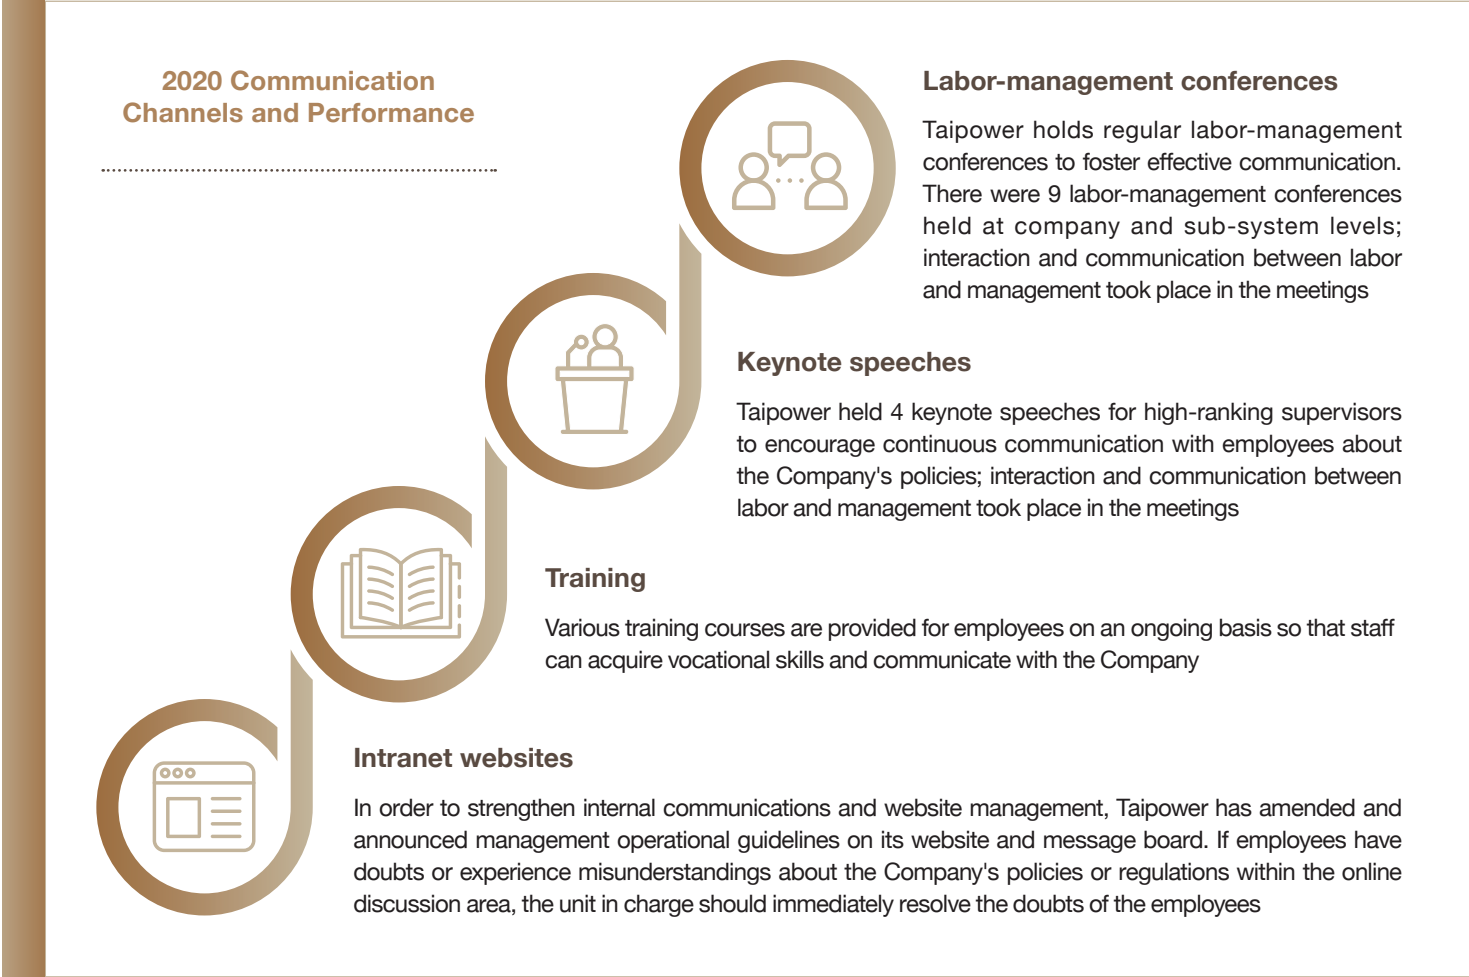 2020 Communication
Channels and Performance
Labor-management conferences
Taipower holds regular labor-management
conferences to foster effective communication.
There were 9 labor-management conferences
held at company and sub-system levels;
interaction and communication between labor
and management took place in the meetings
Keynote speeches
Taipower held 4 keynote speeches for high-ranking supervisors
to encourage continuous communication with employees about
the Company's policies; interaction and communication between
labor and management took place in the meetings
Training
Various training courses are provided for employees on an ongoing basis so that staff
can acquire vocational skills and communicate with the Company
Intranet websites
In order to strengthen internal communications and website management, Taipower has amended and
announced management operational guidelines on its website and message board. If employees have
doubts or experience misunderstandings about the Company's policies or regulations within the online
discussion area, the unit in charge should immediately resolve the doubts of the employees